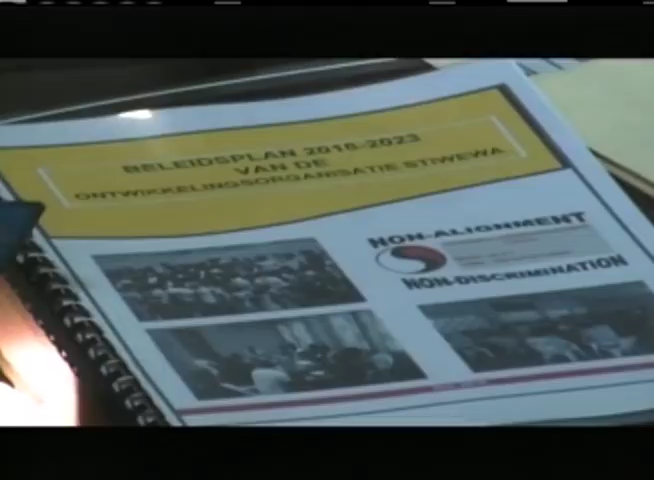 BELEIDSPLAN 2018-2023
VAN DE
ONTWIKKELINGSORGANISATIE STIWEWA
NON-ALIGNMENT
NON-DISCRIMINATION